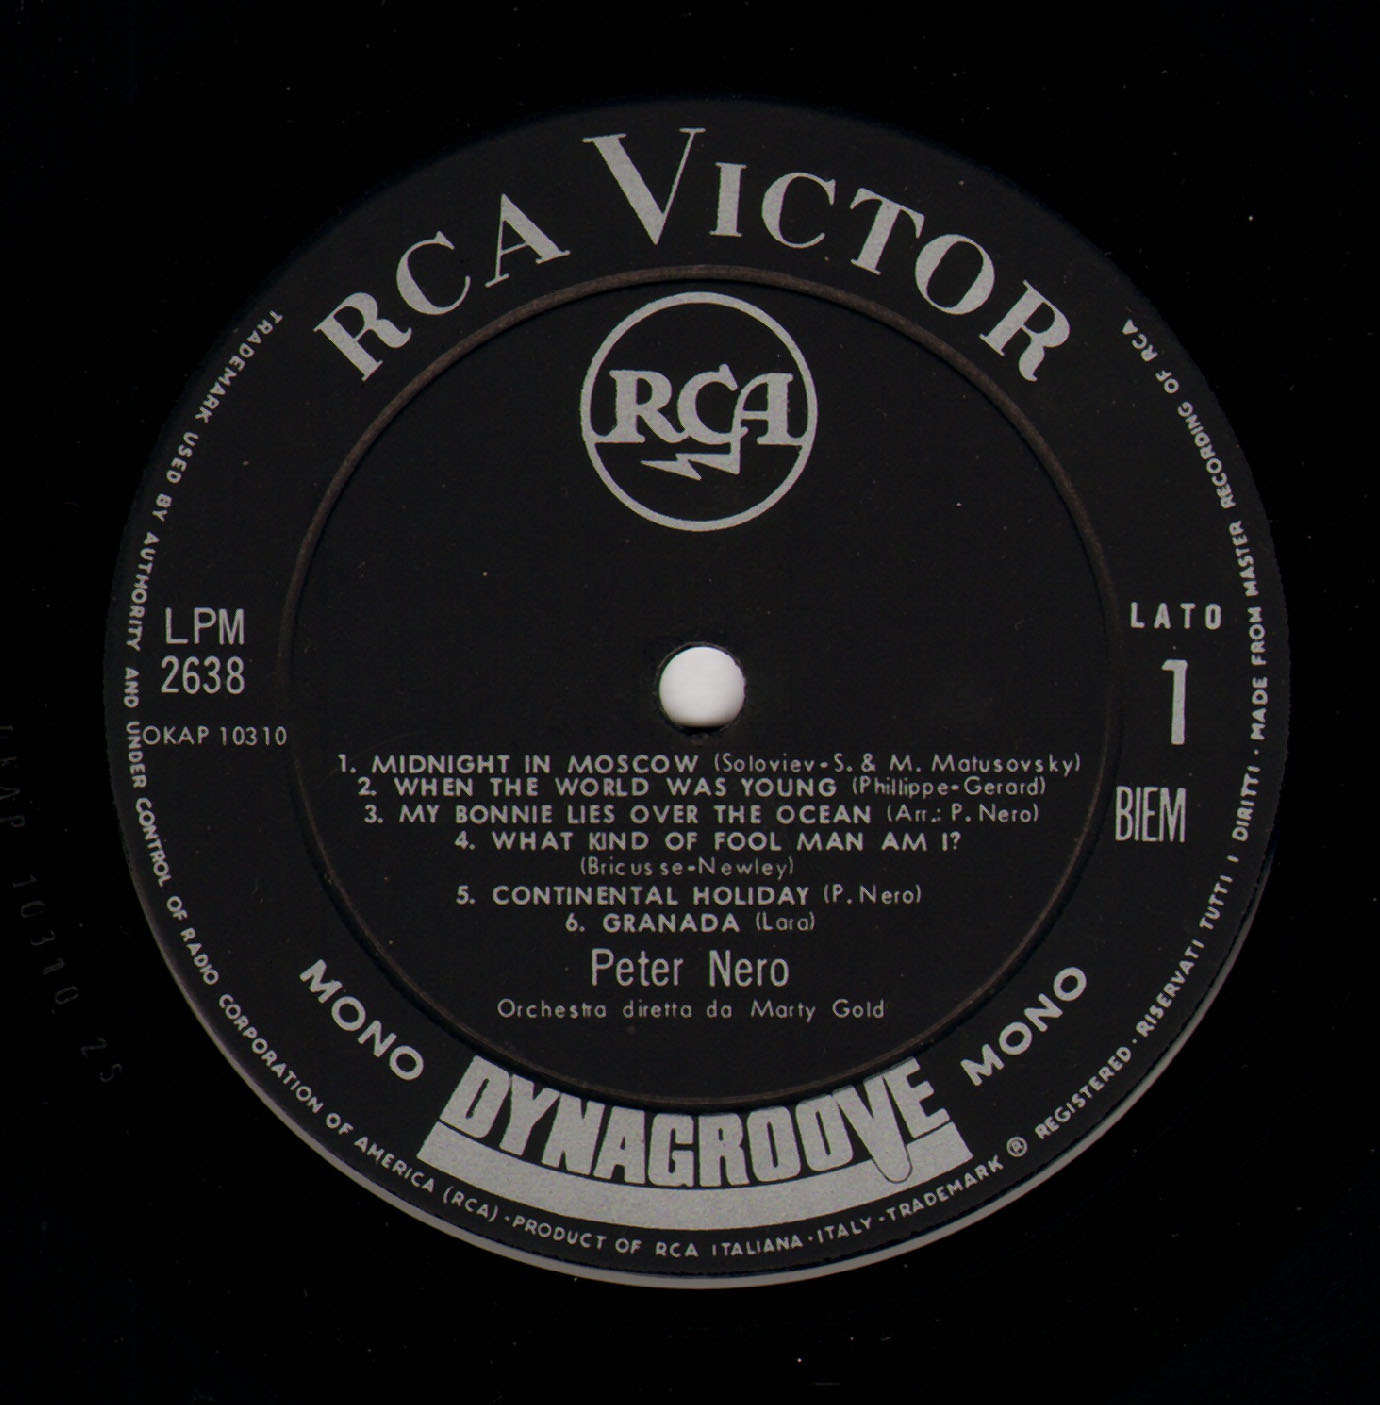 RCA VICTOR
RCA
LPM
2638
OKAP 10310
LATO
1
BIEM
1. MIDNIGHT IN MOSCOW (Soloviev-S. & M. Matusovsky)
2. WHEN THE WORLD WAS YOUNG (Phillippe-Gerard)
3. MY BONNIE LIES OVER THE OCEAN (Arr.: P. Nero)
4. WHAT KIND OF FOOL MAN AM I?
(Bricusse-Newley)
5. CONTINENTAL HOLIDAY (P. Nero)
6. GRANADA (Lara)
Peter Nero
Orchestra diretta da Marty Gold
MONO
DYNAGROOVE
MONO
TRADEMARK USED BY AUTHORITY AND UNDER CONTROL OF RADIO CORPORATION OF AMERICA (RCA) · PRODUCT OF RCA ITALIANA · ITALY - TRADEMARK ® REGISTERED · RISERVATI TUTTI I DIRITTI · MADE FROM MASTER RECORDING OF RCA